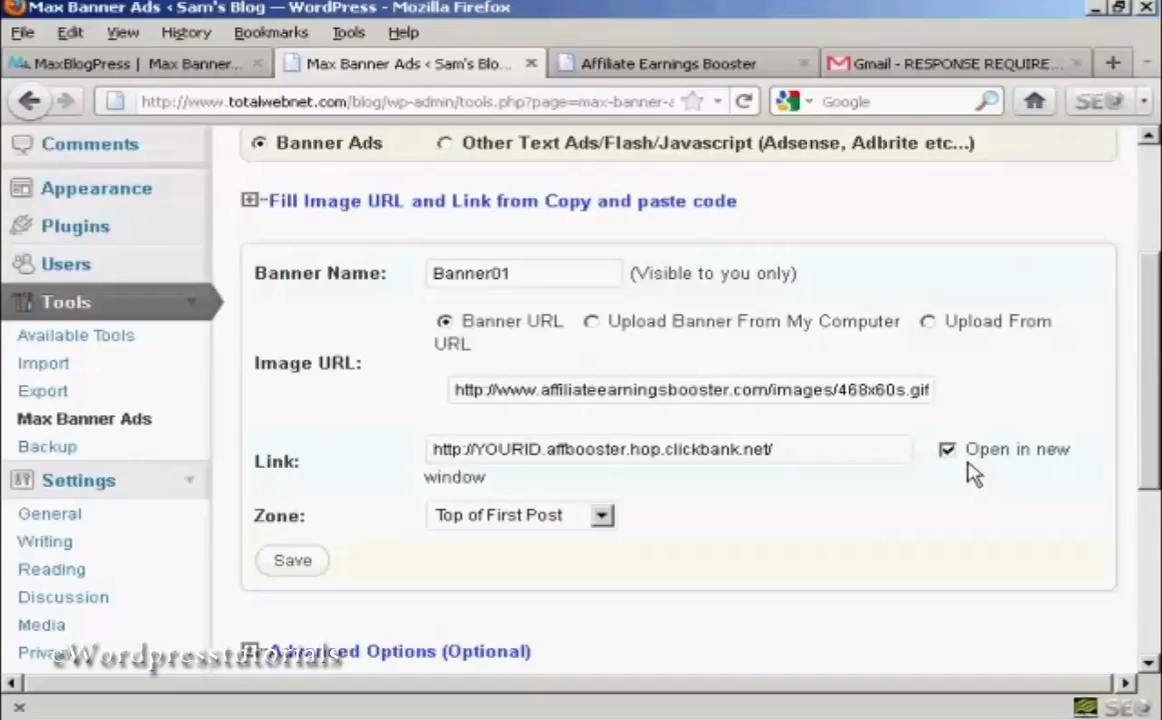 Max Banner Ads ‹ Sam's Blog — WordPress - Mozilla Firefox
File Edit View History Bookmarks Tools Help
MaxBlogPress | Max Banner... Max Banner Ads ‹ Sam's Blo... Affiliate Earnings Booster Gmail - RESPONSE REQUIRE...
http://www.totalwebnet.com/blog/wp-admin/tools.php?page=max-banner-a Google SEO
Comments
Appearance
Plugins
Users
Tools
Available Tools
Import
Export
Max Banner Ads
Backup
Settings
General
Writing
Reading
Discussion
Media
Banner Ads Other Text Ads/Flash/Javascript (Adsense, Adbrite etc...)
Fill Image URL and Link from Copy and paste code
Banner Name: Banner01 (Visible to you only)
Banner URL Upload Banner From My Computer Upload From
URL
Image URL:
http://www.affiliateearningsbooster.com/images/468x60s.gif
Link: http://YOURID.affbooster.hop.clickbank.net/ Open in new
window
Zone: Top of First Post
Save
Advanced Options (Optional)
eWordpresstutorials
SEO